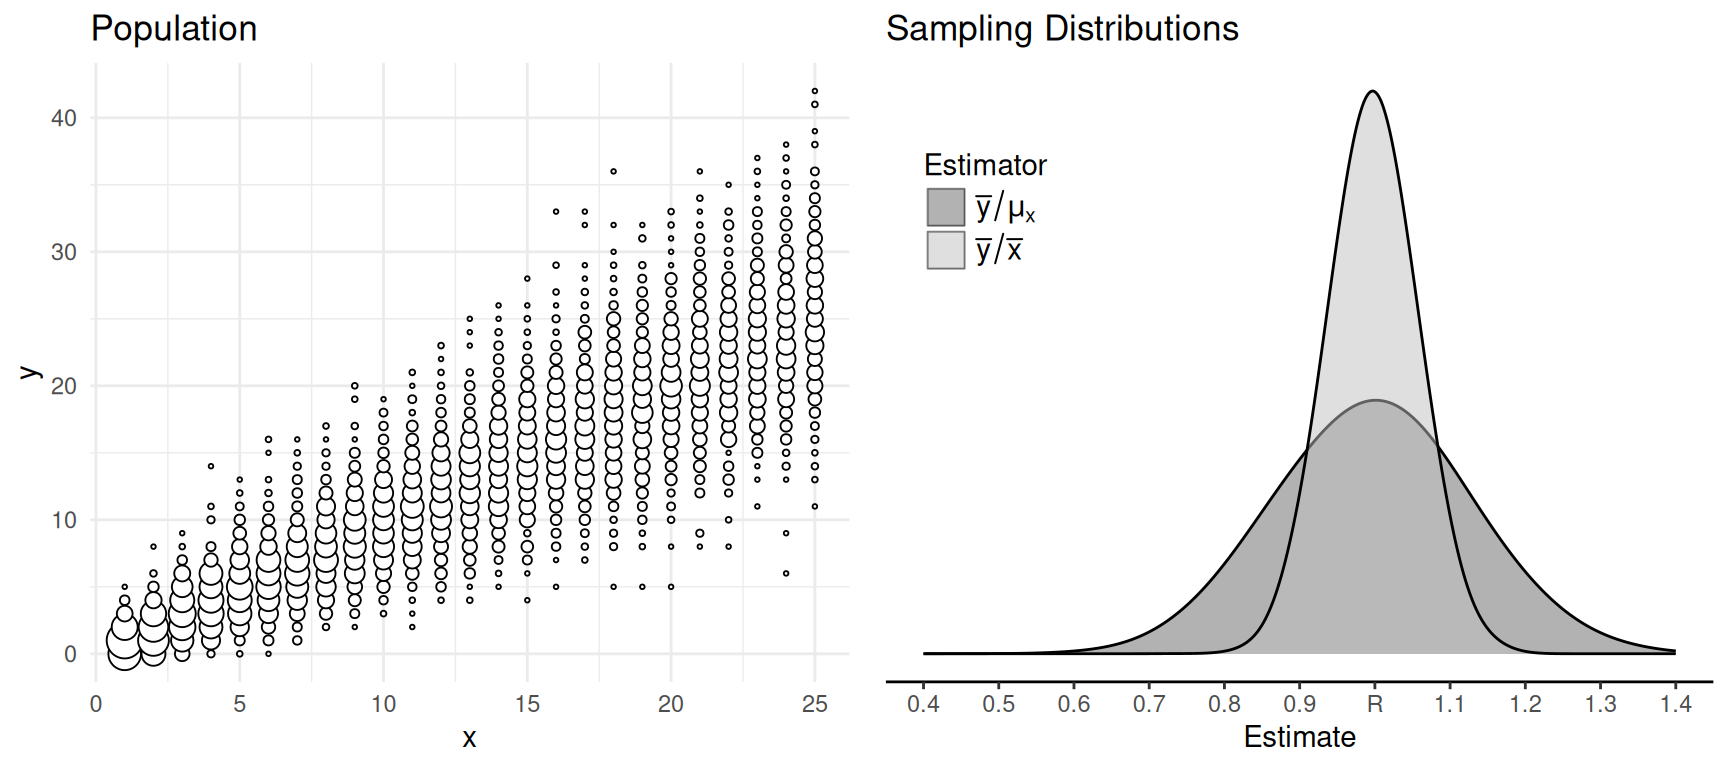 Population
y
40
30
20
10
0
0 5 10 15 20 25
x
Sampling Distributions
Estimator
y̅/μₓ
y̅/x̅
0.4 0.5 0.6 0.7 0.8 0.9 R 1.1 1.2 1.3 1.4
Estimate